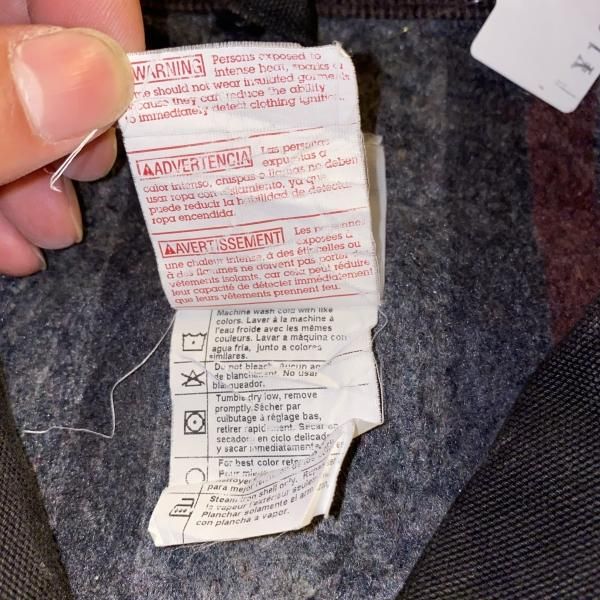 WARNING Persons exposed to
intense heat, sparks or
should not wear insulated garments
because they can reduce the ability
to immediately detect clothing
ADVERTENCIA Las personas
expuestas a
calor intenso, chispas o llamas no deben
usar ropa con aislamiento, ya que
puede reducir la habilidad de detectar
ropa encendida.
AVERTISSEMENT Les
exposées à
une chaleur intense, à des étincelles ou
à des flammes ne doivent pas porter
vêtements isolants, car cela peut réduire
leur capacité de détecter immédiatement
que leurs vêtements prennent feu.
Machine wash cold with like
colors. Laver à la machine à
l'eau froide avec les mêmes
couleurs. Lavar a máquina con
agua fría, junto a colores
similares.
Do not bleach. Aucun
de blanchiment. No usar
blanqueador.
Tumble dry low, remove
promptly. Sécher par
culbutage à réglage bas,
retirer rapidement. Secar en
secadora en ciclo delicado
y sacar inmediatamente
For best color
para mejor
Steam iron shell only.
la vapeur l'extérieur
Planchar solamente el
con plancha a vapor.
¥1